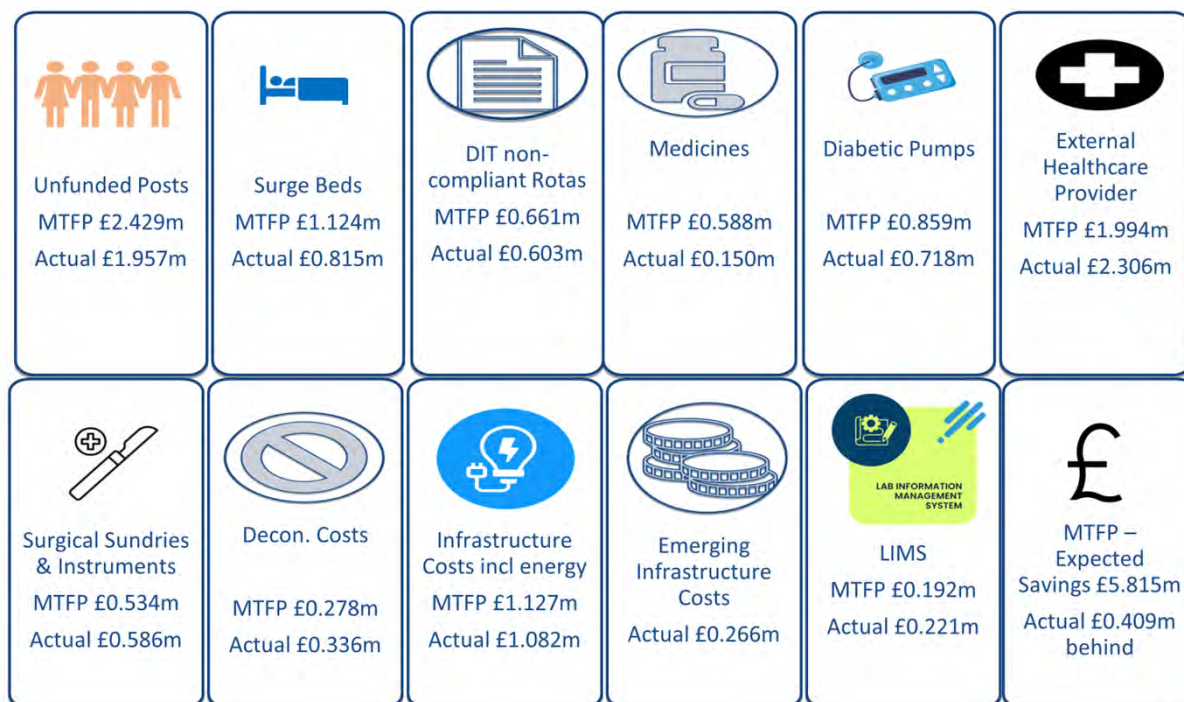 Unfunded Posts
MTFP £2.429m
Actual £1.957m
Surge Beds
MTFP £1.124m
Actual £0.815m
DIT non-
compliant Rotas
MTFP £0.661m
Actual £0.603m
Medicines
MTFP £0.588m
Actual £0.150m
Diabetic Pumps
MTFP £0.859m
Actual £0.718m
External
Healthcare
Provider
MTFP £1.994m
Actual £2.306m
Surgical Sundries
& Instruments
MTFP £0.534m
Actual £0.586m
Decon. Costs
MTFP £0.278m
Actual £0.336m
Infrastructure
Costs incl energy
MTFP £1.127m
Actual £1.082m
Emerging
Infrastructure
Costs
Actual £0.266m
LAB INFORMATION
MANAGEMENT
SYSTEM
LIMS
MTFP £0.192m
Actual £0.221m
£
MTFP –
Expected
Savings £5.815m
Actual £0.409m
behind